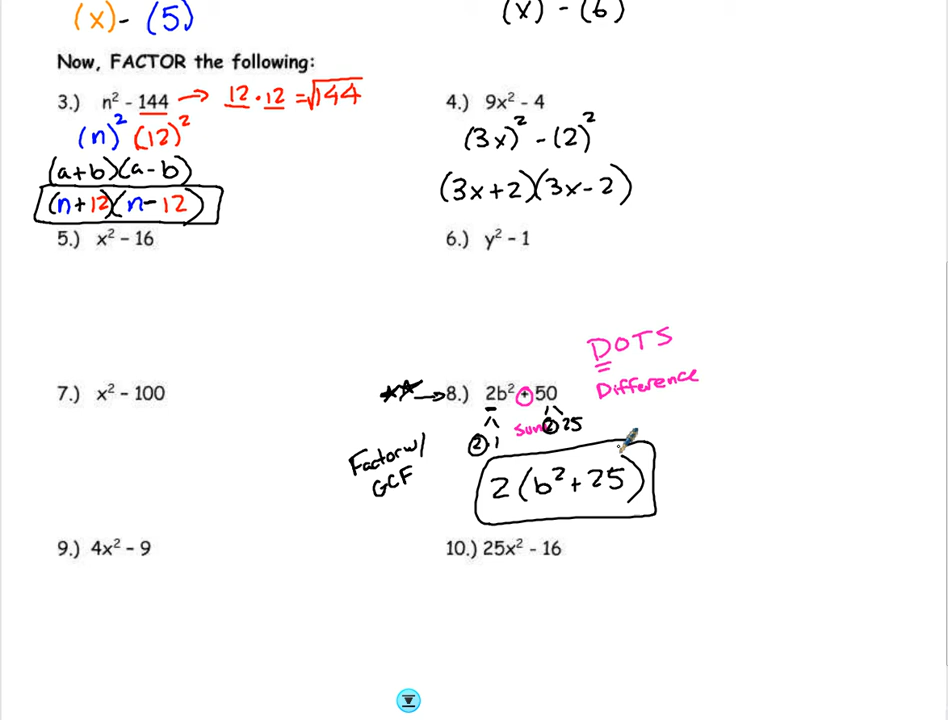 (x) - (5)
(x) - (6)
Now, FACTOR the following:
3.) n² - 144 → 12 · 12 = √144
(n)² (12)²
(a+b)(a-b)
(n+12)(n-12)
4.) 9x² - 4
(3x)² - (2)²
(3x+2)(3x-2)
5.) x² - 16
6.) y² - 1
DOTS
Difference
7.) x² - 100
★★ → 8.) 2b² + 50
2 1
Sum
2 25
Factor w/
GCF
2(b²+25)
9.) 4x² - 9
10.) 25x² - 16